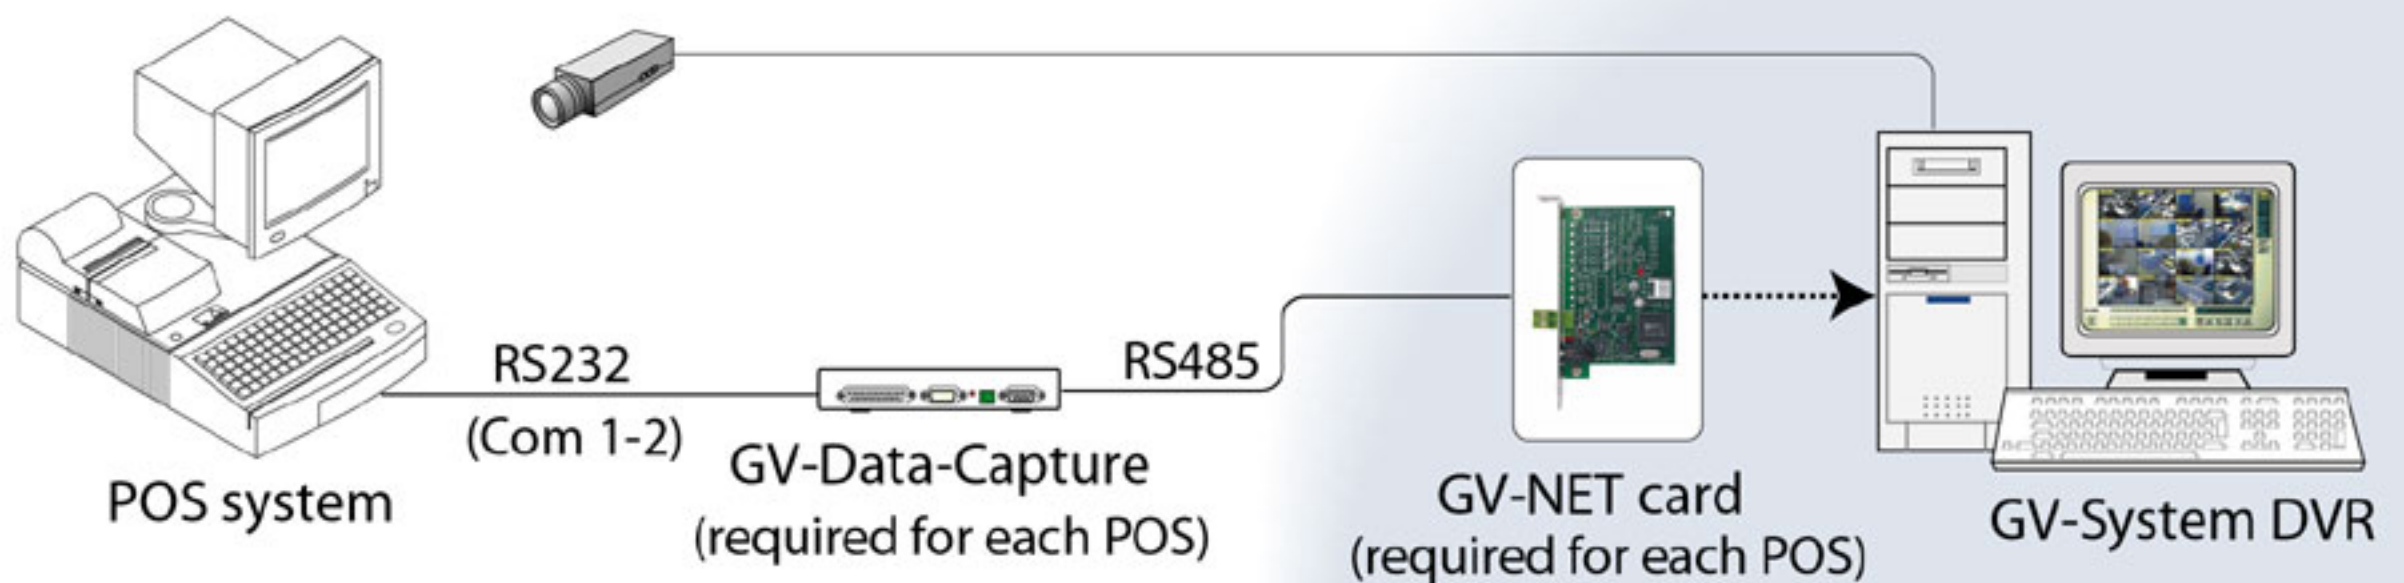 RS232
(Com 1-2)
RS485
POS system
GV-Data-Capture
(required for each POS)
GV-NET card
(required for each POS)
GV-System DVR